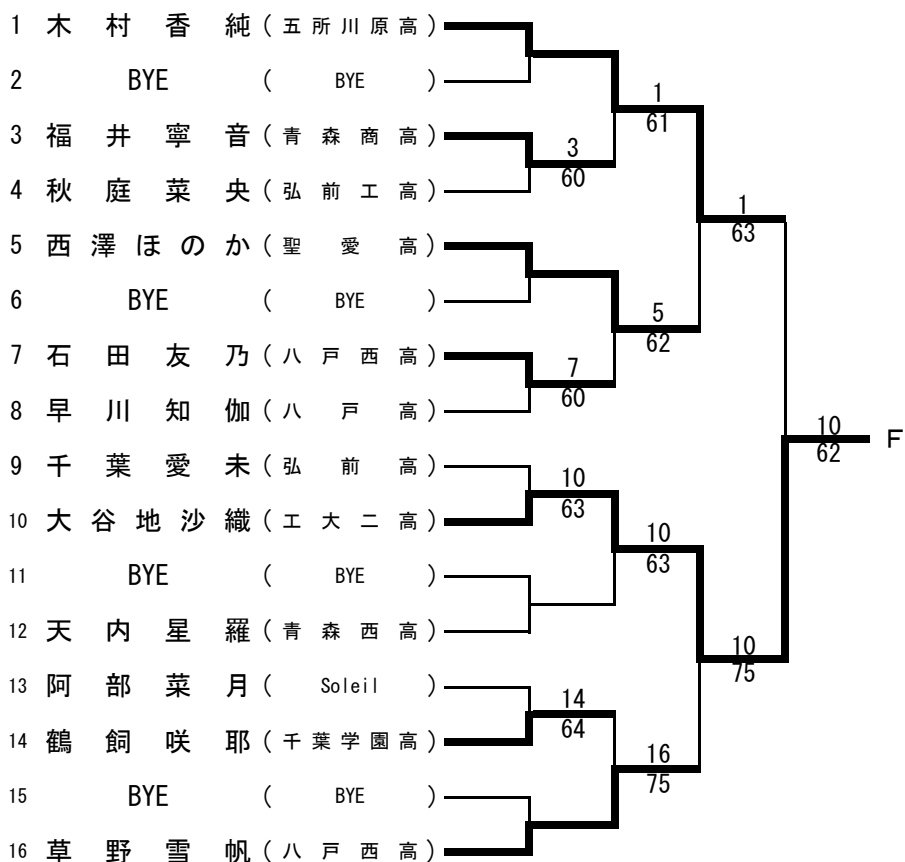 1 木村香純 (五所川原高)
2 BYE (BYE)
3 福井寧音 (青森商高)
4 秋庭菜央 (弘前工高)
5 西澤ほのか (聖愛高)
6 BYE (BYE)
7 石田友乃 (八戸西高)
8 早川知伽 (八戸高)
9 千葉愛未 (弘前高)
10 大谷地沙織 (工大二高)
11 BYE (BYE)
12 天内星羅 (青森西高)
13 阿部菜月 (Soleil)
14 鶴飼咲耶 (千葉学園高)
15 BYE (BYE)
16 草野雪帆 (八戸西高)
3
60
7
60
10
63
14
64
1
61
5
62
10
63
16
75
1
63
10
75
10
62
F